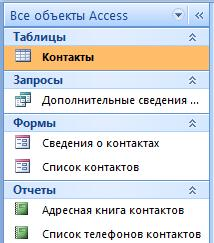 Все объекты Access
Таблицы
Контакты
Запросы
Дополнительные сведения ...
Формы
Сведения о контактах
Список контактов
Отчеты
Адресная книга контактов
Список телефонов контактов